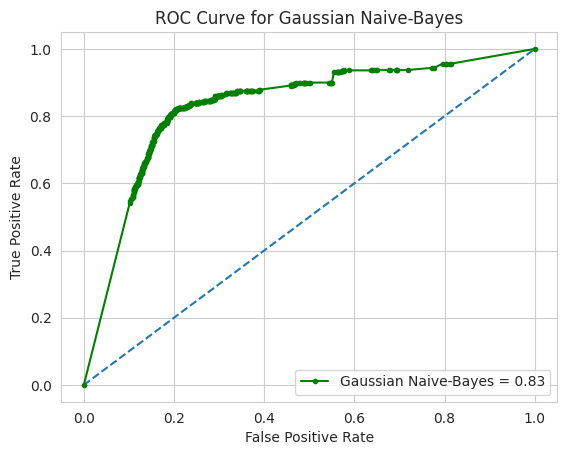 ROC Curve for Gaussian Naive-Bayes
1.0
0.8
0.6
0.4
0.2
0.0
True Positive Rate
Gaussian Naive-Bayes = 0.83
0.0 0.2 0.4 0.6 0.8 1.0
False Positive Rate